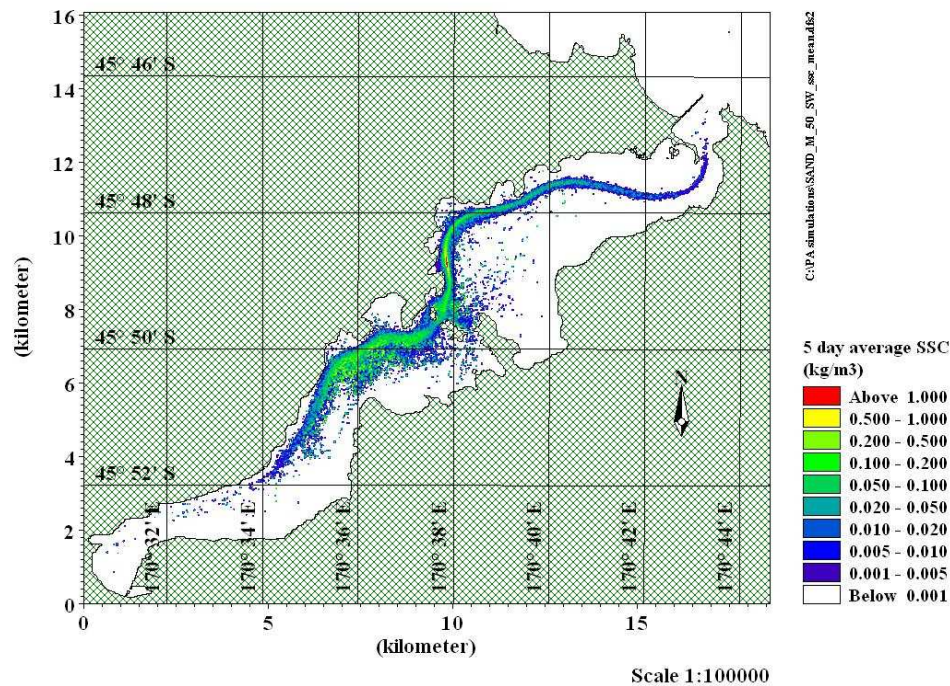 16
14
12
10
8
6
4
2
0
(kilometer)
45° 46' S
45° 48' S
45° 50' S
45° 52' S
170° 32' E
170° 34' E
170° 36' E
170° 38' E
170° 40' E
170° 42' E
170° 44' E
N
0 5 10 15
(kilometer)
Scale 1:100000
C:\PA simulations\SAND_M_50_SW_ssc_mean.dfs2
5 day average SSC
(kg/m3)
Above 1.000
0.500 - 1.000
0.200 - 0.500
0.100 - 0.200
0.050 - 0.100
0.020 - 0.050
0.010 - 0.020
0.005 - 0.010
0.001 - 0.005
Below 0.001